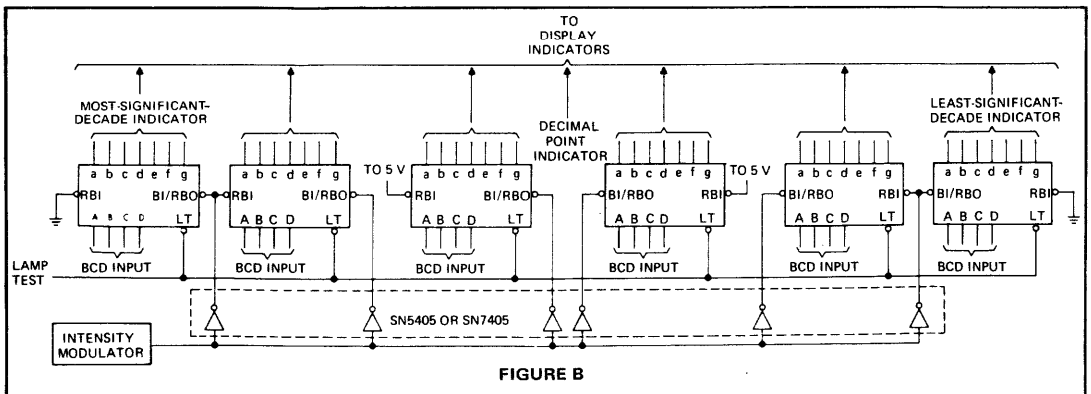 TO
DISPLAY
INDICATORS
MOST-SIGNIFICANT-
DECADE INDICATOR
DECIMAL
POINT
INDICATOR
LEAST-SIGNIFICANT-
DECADE INDICATOR
a b c d e f g
RBI BI/RBO
A B C D LT
BCD INPUT
a b c d e f g
RBI BI/RBO
A B C D LT
BCD INPUT
TO 5 V
a b c d e f g
RBI BI/RBO
A B C D LT
BCD INPUT
a b c d e f g
BI/RBO RBI
A B C D LT
BCD INPUT
TO 5 V
a b c d e f g
BI/RBO RBO
A B C D LT
BCD INPUT
a b c d e f g
BI/RBO RBI
A B C D LT
BCD INPUT
LAMP
TEST
SN5405 OR SN7405
INTENSITY
MODULATOR
FIGURE B